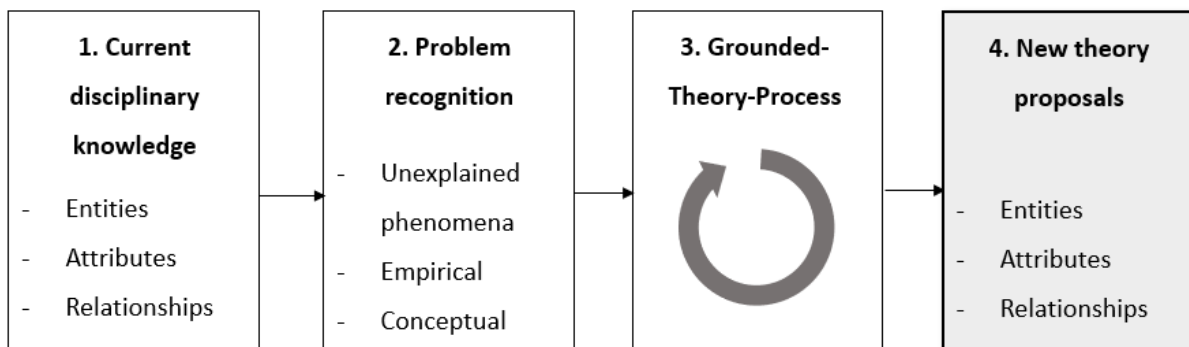 1. Current
disciplinary
knowledge
- Entities
- Attributes
- Relationships
2. Problem
recognition
- Unexplained
phenomena
- Empirical
- Conceptual
3. Grounded-
Theory-Process
4. New theory
proposals
- Entities
- Attributes
- Relationships